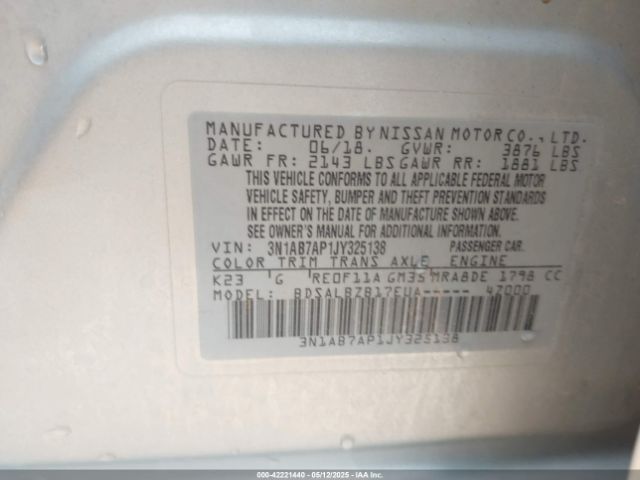 MANUFACTURED BY NISSAN MOTOR CO., LTD.
DATE: 06/18. GVWR: 3876 LBS
GAWR FR: 2143 LBS GAWR RR: 1881 LBS
THIS VEHICLE CONFORMS TO ALL APPLICABLE FEDERAL MOTOR
VEHICLE SAFETY, BUMPER AND THEFT PREVENTION STANDARDS
IN EFFECT ON THE DATE OF MANUFACTURE SHOWN ABOVE.
SEE OWNER'S MANUAL FOR ADDITIONAL INFORMATION.
VIN: 3N1AB7AP1JY325138 PASSENGER CAR.
COLOR TRIM TRANS AXLE ENGINE
K23 'G RE0F11A GM35 MRA8DE 1798 CC
MODEL: BDSALBZB17EUA----- 47000
3N1AB7AP1JY325138
000-42221440 - 05/12/2025 - IAA Inc.